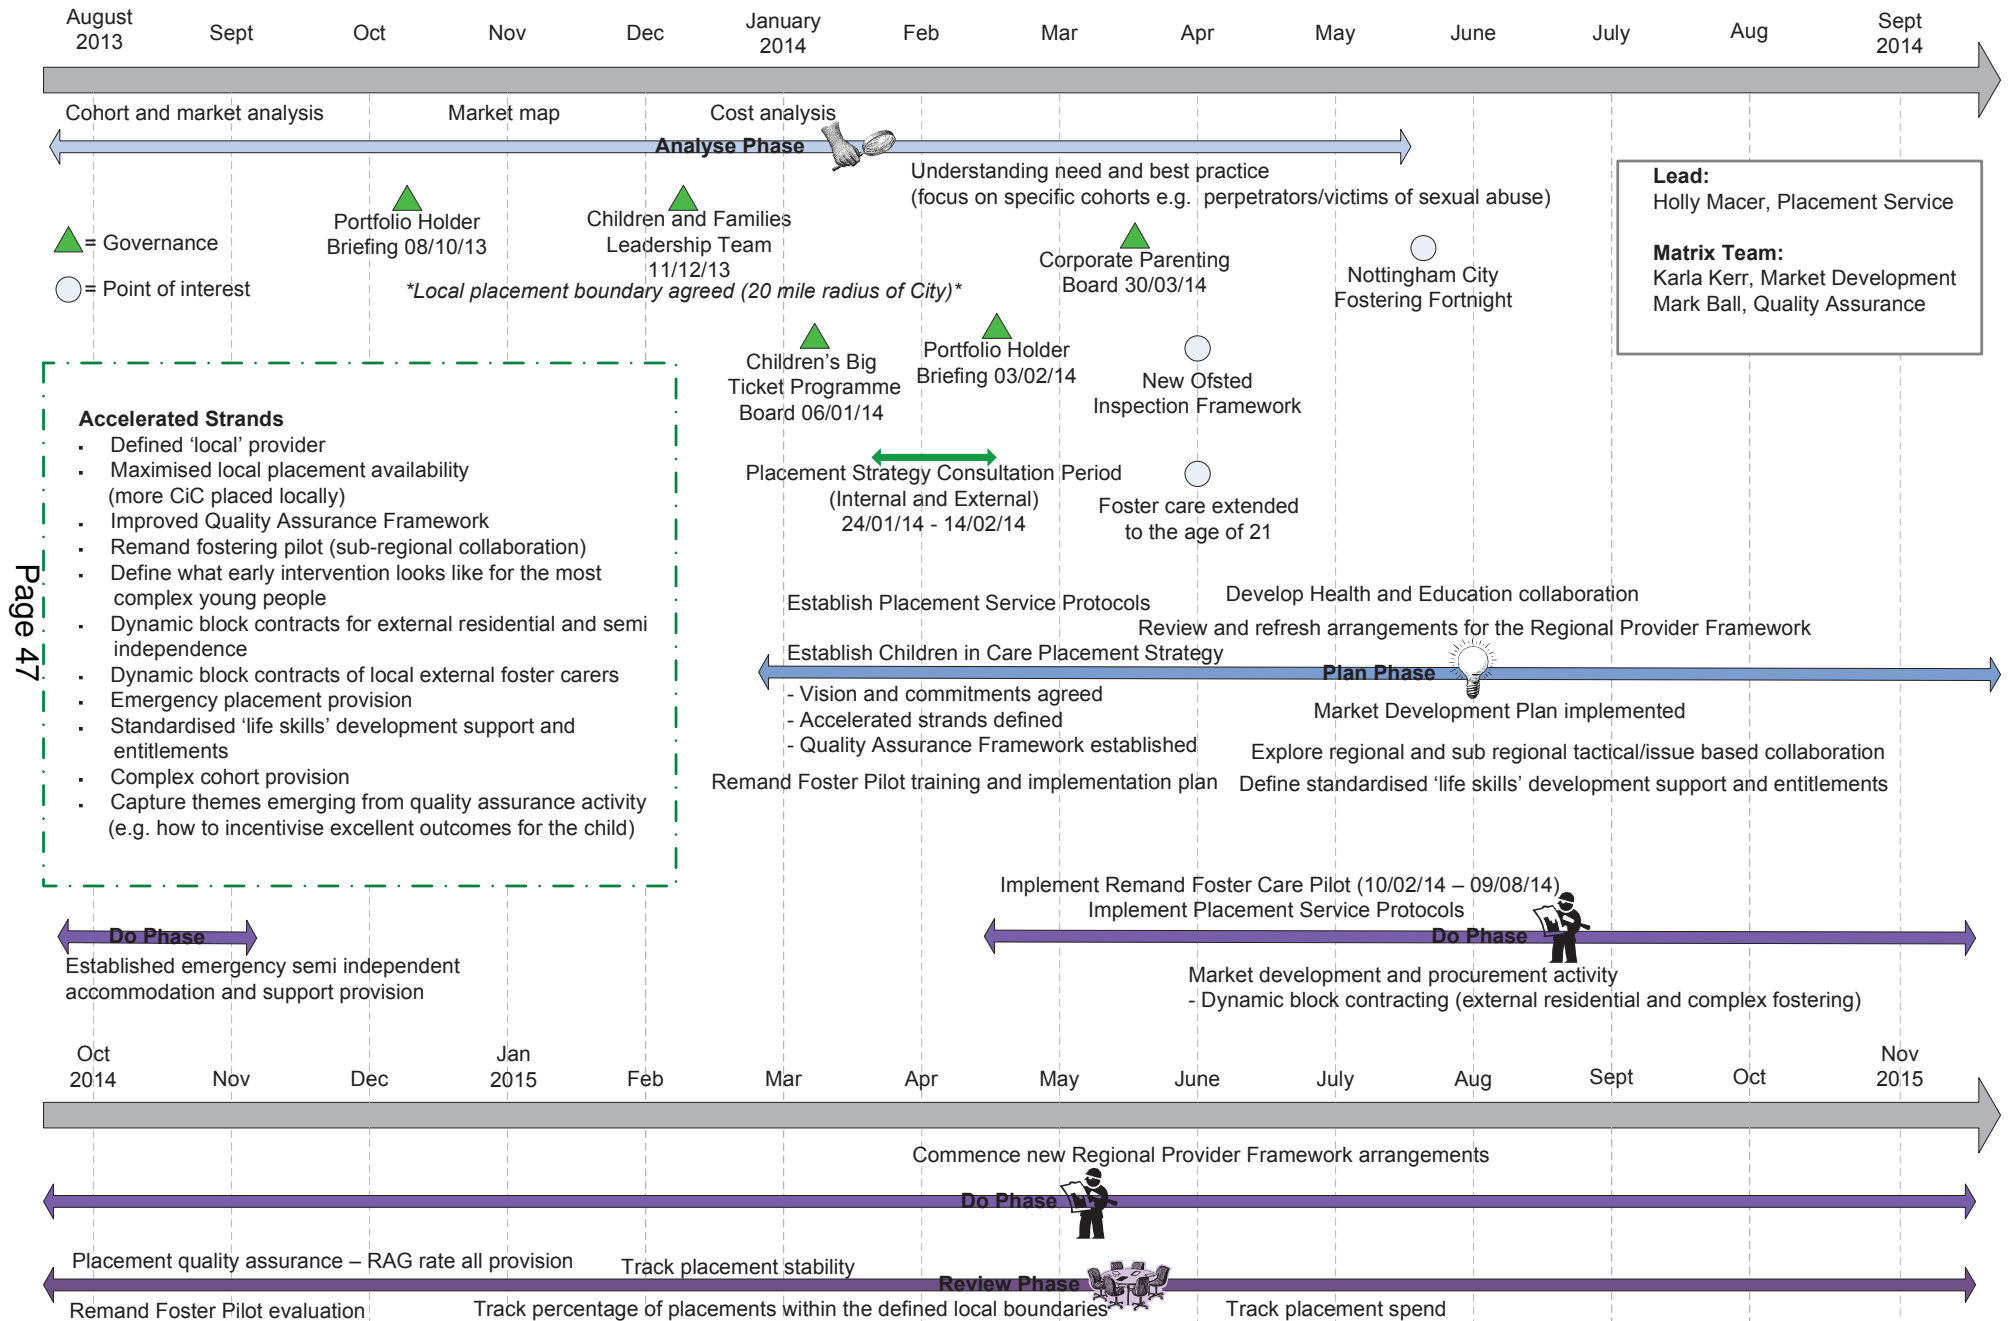 August
2013
Sept
Oct
Nov
Dec
January
2014
Feb
Mar
Apr
May
June
July
Aug
Sept
2014
Cohort and market analysis
Market map
Cost analysis
Analyse Phase
Understanding need and best practice
(focus on specific cohorts e.g. perpetrators/victims of sexual abuse)
Lead:
Holly Macer, Placement Service
Matrix Team:
Karla Kerr, Market Development
Mark Ball, Quality Assurance
= Governance
= Point of interest
Portfolio Holder
Briefing 08/10/13
Children and Families
Leadership Team
11/12/13
*Local placement boundary agreed (20 mile radius of City)*
Corporate Parenting
Board 30/03/14
Nottingham City
Fostering Fortnight
Children's Big
Ticket Programme
Board 06/01/14
Portfolio Holder
Briefing 03/02/14
New Ofsted
Inspection Framework
Placement Strategy Consultation Period
(Internal and External)
24/01/14 - 14/02/14
Foster care extended
to the age of 21
Accelerated Strands
▪ Defined ‘local’ provider
▪ Maximised local placement availability
(more CiC placed locally)
▪ Improved Quality Assurance Framework
▪ Remand fostering pilot (sub-regional collaboration)
▪ Define what early intervention looks like for the most
complex young people
▪ Dynamic block contracts for external residential and semi
independence
▪ Dynamic block contracts of local external foster carers
▪ Emergency placement provision
▪ Standardised ‘life skills’ development support and
entitlements
▪ Complex cohort provision
▪ Capture themes emerging from quality assurance activity
(e.g. how to incentivise excellent outcomes for the child)
Page 47
Establish Placement Service Protocols
Develop Health and Education collaboration
Review and refresh arrangements for the Regional Provider Framework
Establish Children in Care Placement Strategy
Plan Phase
- Vision and commitments agreed
- Accelerated strands defined
- Quality Assurance Framework established
Market Development Plan implemented
Explore regional and sub regional tactical/issue based collaboration
Remand Foster Pilot training and implementation plan
Define standardised ‘life skills’ development support and entitlements
Implement Remand Foster Care Pilot (10/02/14 – 09/08/14)
Implement Placement Service Protocols
Do Phase
Do Phase
Established emergency semi independent
accommodation and support provision
Market development and procurement activity
- Dynamic block contracting (external residential and complex fostering)
Oct
2014
Nov
Dec
Jan
2015
Feb
Mar
Apr
May
June
July
Aug
Sept
Oct
Nov
2015
Commence new Regional Provider Framework arrangements
Do Phase
Placement quality assurance – RAG rate all provision
Track placement stability
Review Phase
Remand Foster Pilot evaluation
Track percentage of placements within the defined local boundaries
Track placement spend